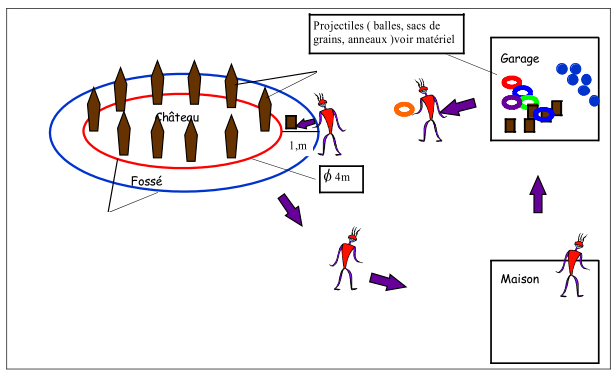 Projectiles ( balles, sacs de
grains, anneaux )voir matériel
Garage
Château
1,m
ϕ 4m
Fossé
Maison